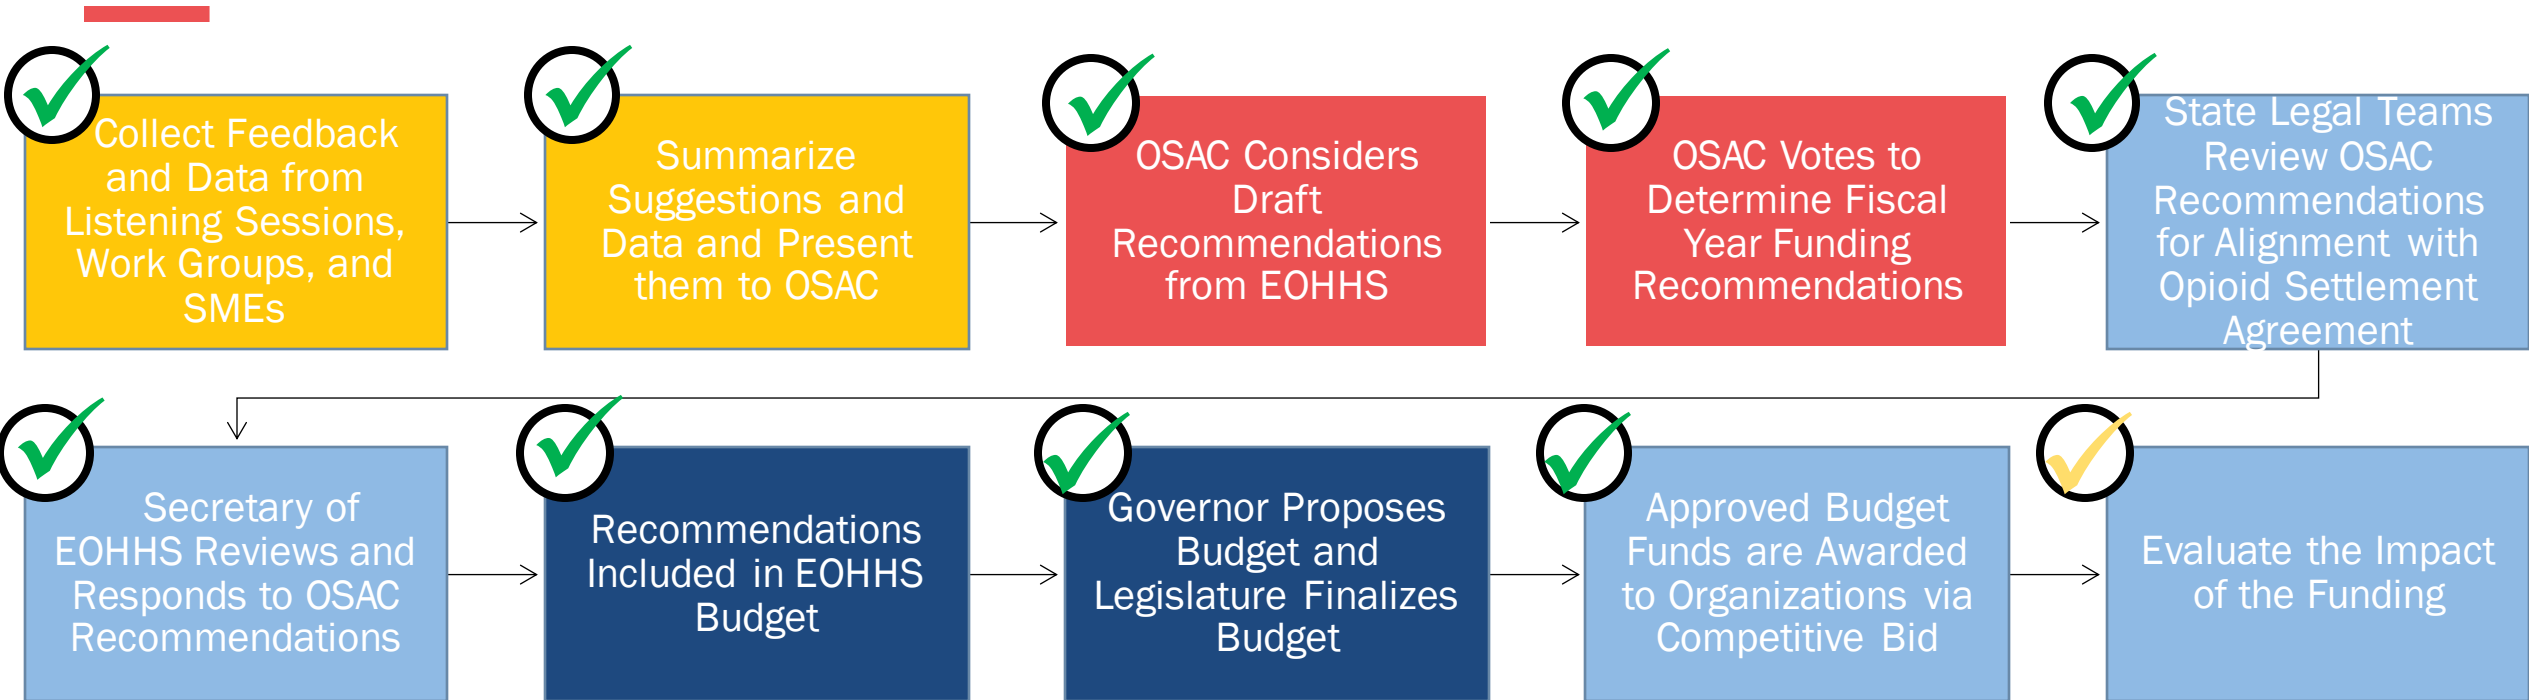 Collect Feedback
and Data from
Listening Sessions,
Work Groups, and
SMEs
Summarize
Suggestions and
Data and Present
them to OSAC
OSAC Considers
Draft
Recommendations
from EOHHS
OSAC Votes to
Determine Fiscal
Year Funding
Recommendations
State Legal Teams
Review OSAC
Recommendations
for Alignment with
Opioid Settlement
Agreement
Secretary of
EOHHS Reviews and
Responds to OSAC
Recommendations
Recommendations
Included in EOHHS
Budget
Governor Proposes
Budget and
Legislature Finalizes
Budget
Approved Budget
Funds are Awarded
to Organizations via
Competitive Bid
Evaluate the Impact
of the Funding